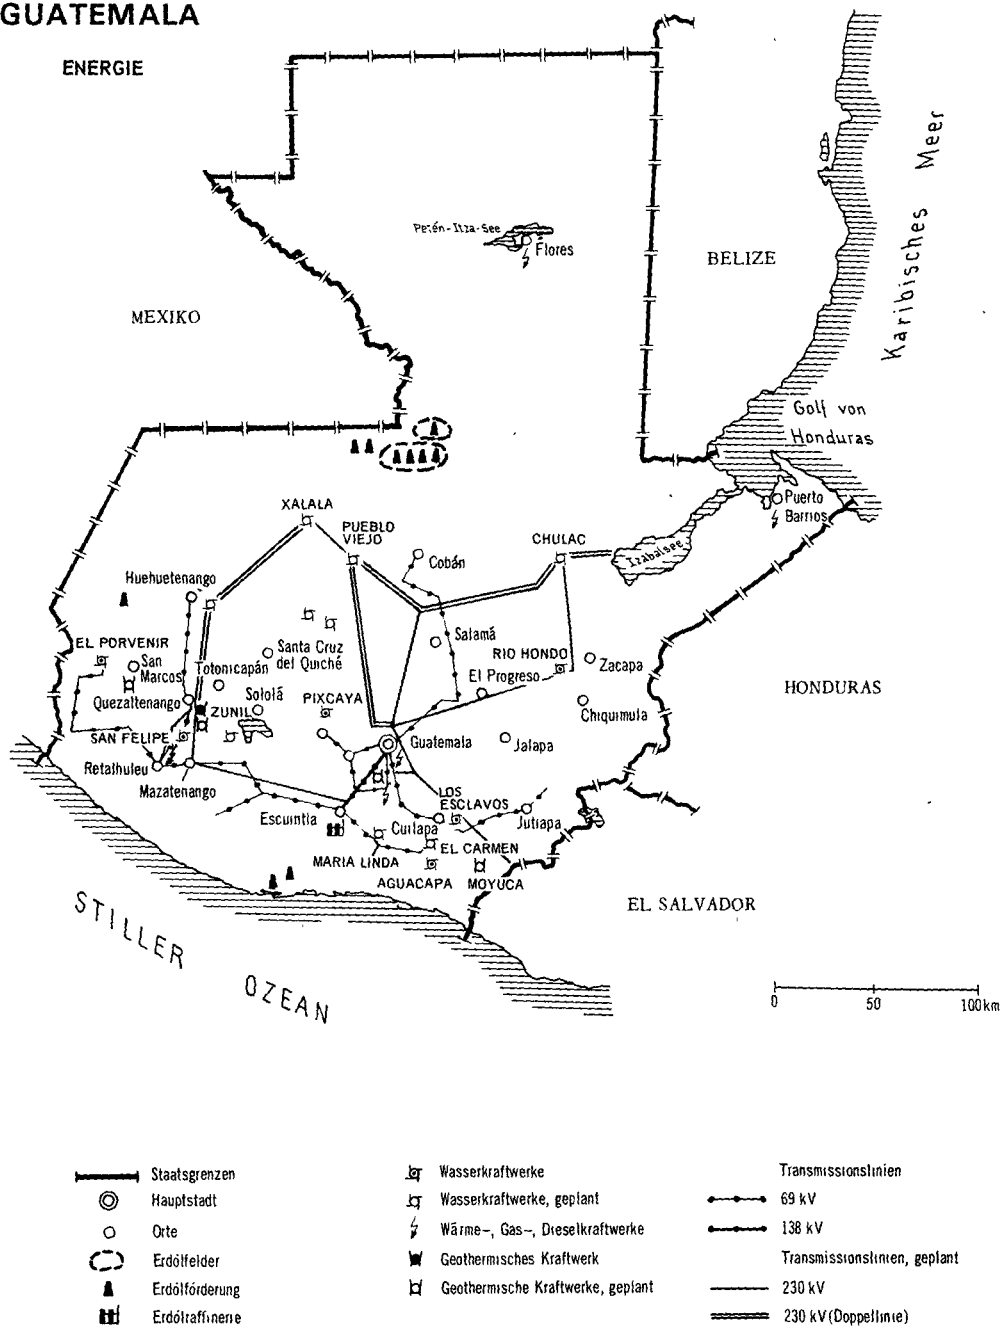 GUATEMALA
ENERGIE
Karibisches Meer
Petén-Itza-See
Flores
BELIZE
MEXIKO
Golf von
Honduras
Puerto
Barrios
XALALA
PUEBLO
VIEJO
CHULAC
Izabalsee
Cobán
Huehuetenango
EL PORVENIR
San
Marcos
Santa Cruz
del Quiché
Salamá
RIO HONDO
Zacapa
Totonicapán
El Progreso
HONDURAS
Quezaltenango
Sololá
PIXCAYA
ZUNIL
Chiquimula
SAN FELIPE
Guatemala
Jalapa
Retalhuleu
Mazatenango
LOS
ESCLAVOS
Escuintla
Cuilapa
Jutiapa
EL CARMEN
MARIA LINDA
AGUACAPA
MOYUCA
EL SALVADOR
STILLER OZEAN
0 50 100 km
Staatsgrenzen
Hauptstadt
Orte
Erdölfelder
Erdölförderung
Erdölraffinerie
Wasserkraftwerke
Wasserkraftwerke, geplant
Wärme-, Gas-, Dieselkraftwerke
Geothermisches Kraftwerk
Geothermische Kraftwerke, geplant
Transmissionslinien
69 kV
138 kV
Transmissionslinien, geplant
230 kV
230 kV (Doppellinie)